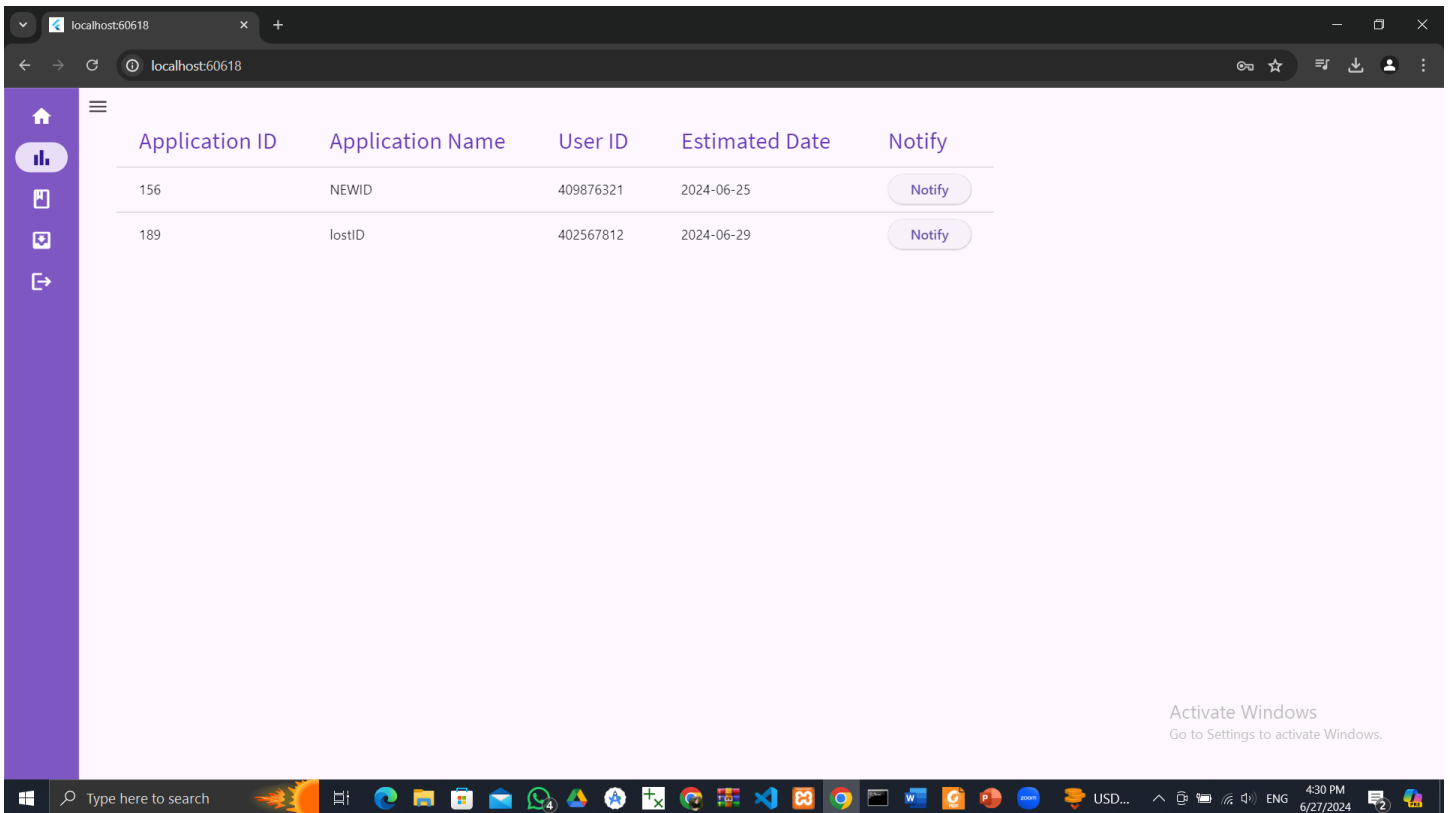 localhost:60618
localhost:60618
Application ID Application Name User ID Estimated Date Notify
156 NEWID 409876321 2024-06-25 Notify
189 lostID 402567812 2024-06-29 Notify
Activate Windows
Go to Settings to activate Windows.
Type here to search USD... ENG 4:30 PM
6/27/2024